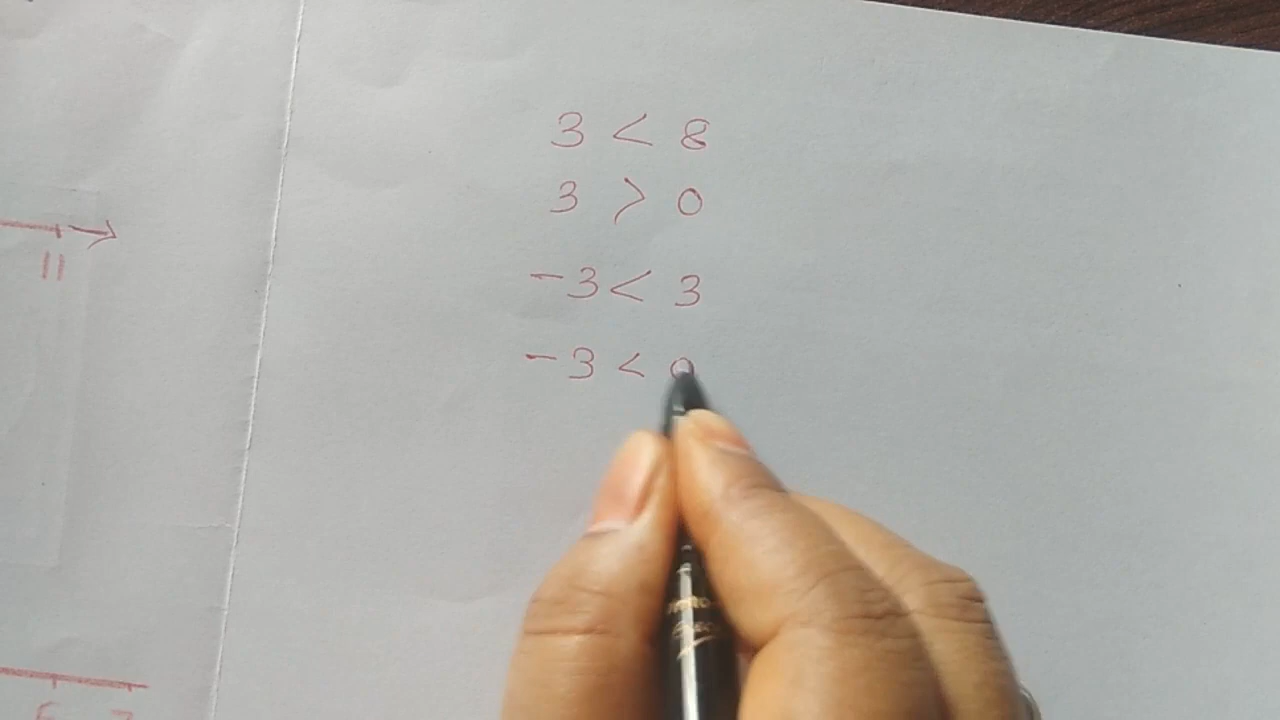 3 < 8
3 > 0
-3 < 3
-3 < 0